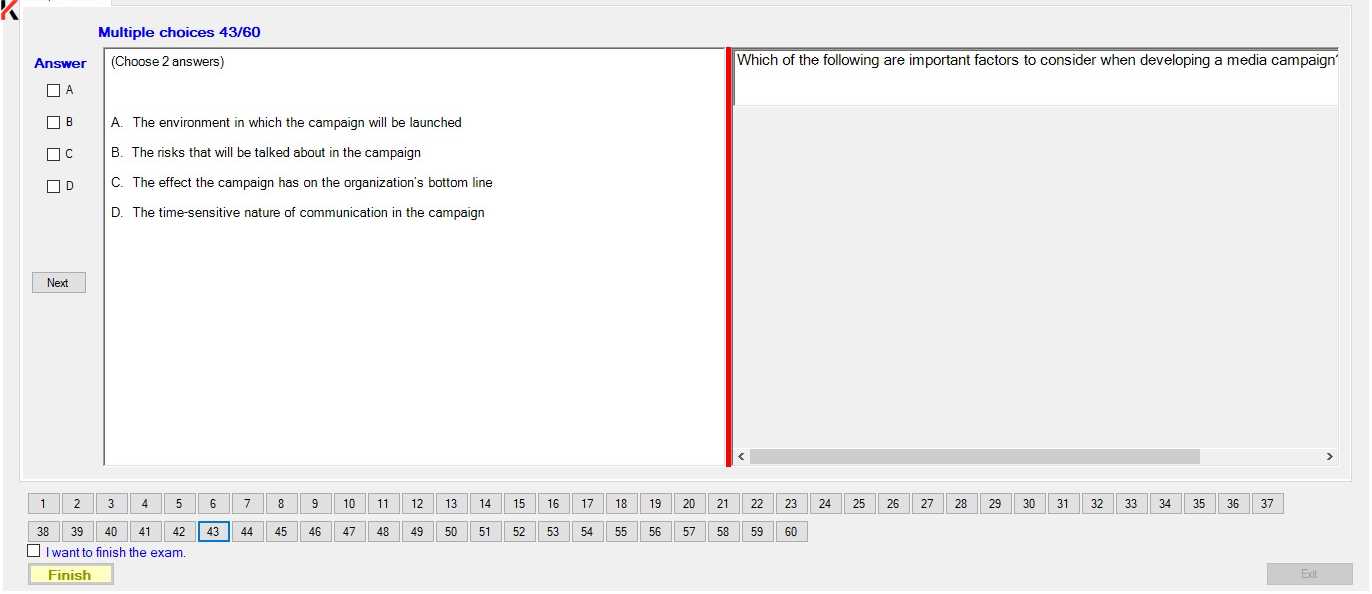 Multiple choices 43/60
Answer
(Choose 2 answers)
Which of the following are important factors to consider when developing a media campaign?
A
B
A. The environment in which the campaign will be launched
C
B. The risks that will be talked about in the campaign
D
C. The effect the campaign has on the organization's bottom line
D. The time-sensitive nature of communication in the campaign
Next
1 2 3 4 5 6 7 8 9 10 11 12 13 14 15 16 17 18 19 20 21 22 23 24 25 26 27 28 29 30 31 32 33 34 35 36 37
38 39 40 41 42 43 44 45 46 47 48 49 50 51 52 53 54 55 56 57 58 59 60
I want to finish the exam.
Finish
Exit